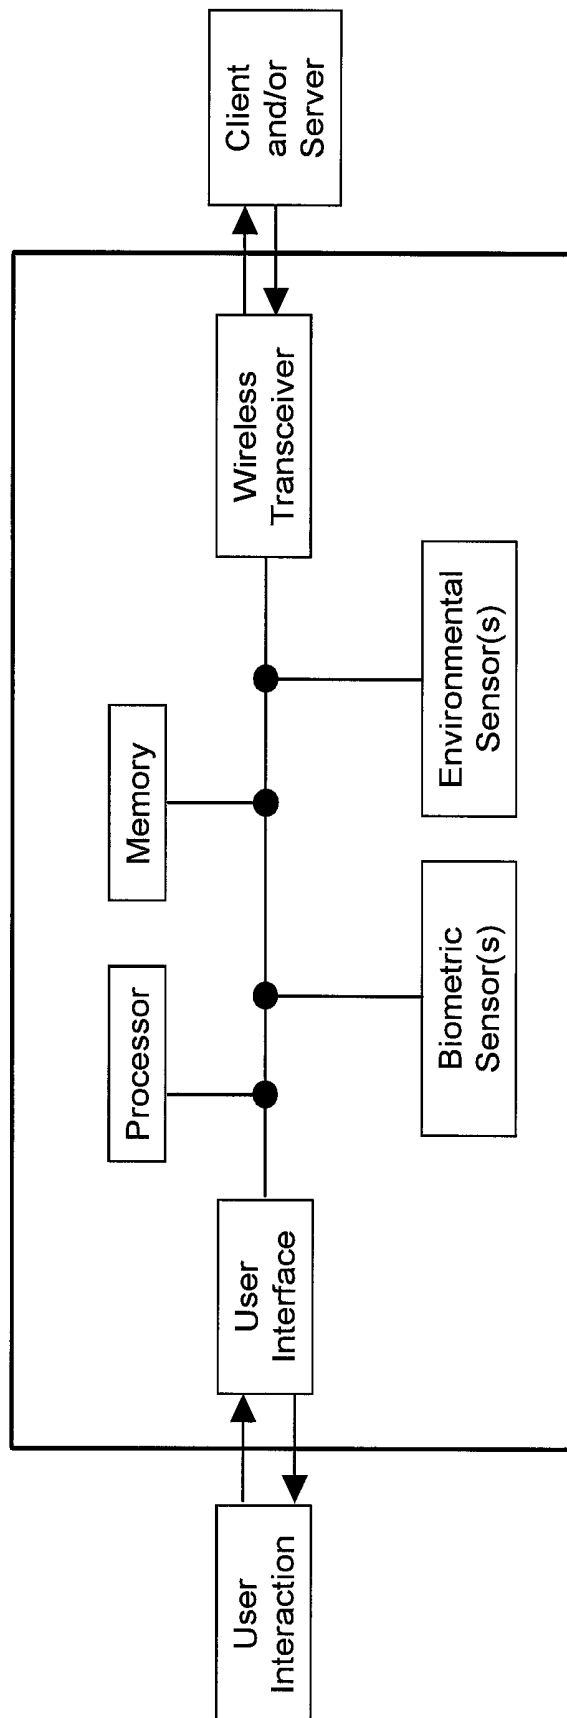 User
Interaction
User
Interface
Processor
Memory
Biometric
Sensor(s)
Environmental
Sensor(s)
Wireless
Transceiver
Client
and/or
Server